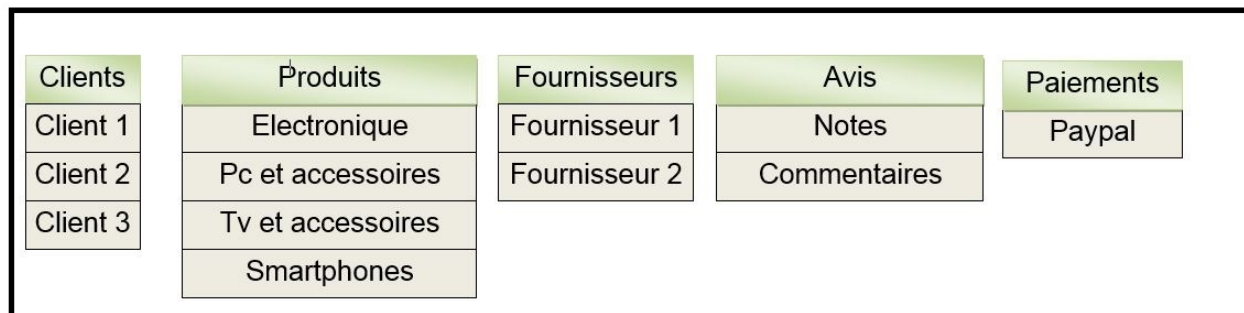 Clients
Client 1
Client 2
Client 3
Produits
Electronique
Pc et accessoires
Tv et accessoires
Smartphones
Fournisseurs
Fournisseur 1
Fournisseur 2
Avis
Notes
Commentaires
Paiements
Paypal